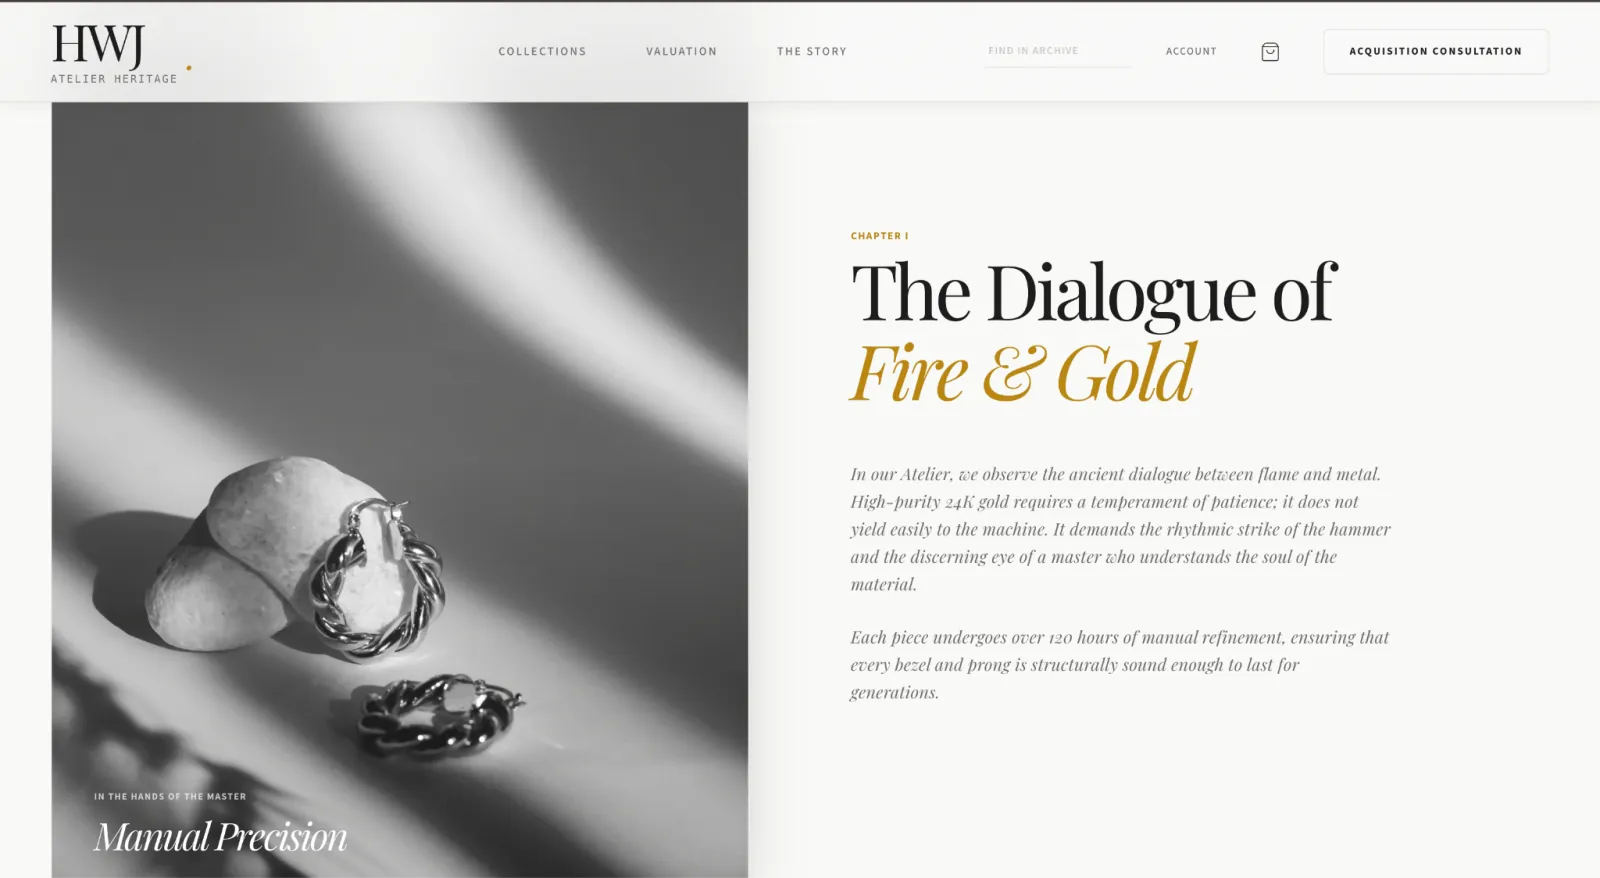 HWJ
ATELIER HERITAGE
COLLECTIONS
VALUATION
THE STORY
FIND IN ARCHIVE
ACCOUNT
ACQUISITION CONSULTATION
IN THE HANDS OF THE MASTER
Manual Precision
CHAPTER I
The Dialogue of
Fire & Gold
In our Atelier, we observe the ancient dialogue between flame and metal.
High-purity 24K gold requires a temperament of patience; it does not
yield easily to the machine. It demands the rhythmic strike of the hammer
and the discerning eye of a master who understands the soul of the
material.
Each piece undergoes over 120 hours of manual refinement, ensuring that
every bezel and prong is structurally sound enough to last for
generations.